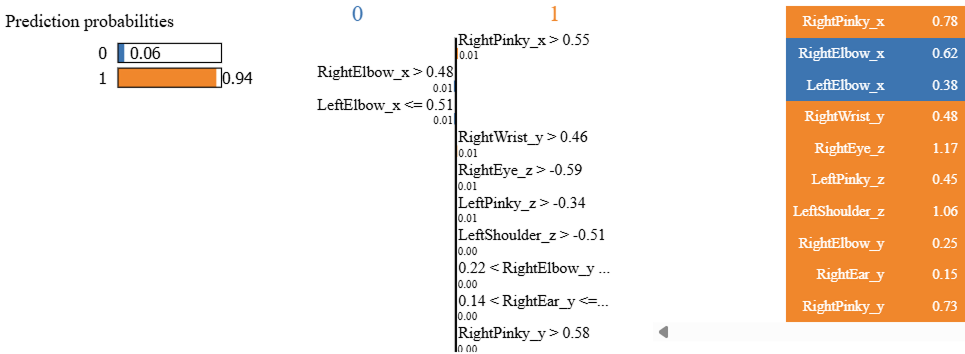 Prediction probabilities
0 0.06
1 0.94
0 1
RightPinky_x > 0.55
0.01
RightElbow_x > 0.48
0.01
LeftElbow_x <= 0.51
0.01
RightWrist_y > 0.46
0.01
RightEye_z > -0.59
0.01
LeftPinky_z > -0.34
0.01
LeftShoulder_z > -0.51
0.00
0.22 < RightElbow_y ...
0.00
0.14 < RightEar_y <=...
0.00
RightPinky_y > 0.58
0.00
RightPinky_x 0.78
RightElbow_x 0.62
LeftElbow_x 0.38
RightWrist_y 0.48
RightEye_z 1.17
LeftPinky_z 0.45
LeftShoulder_z 1.06
RightElbow_y 0.25
RightEar_y 0.15
RightPinky_y 0.73